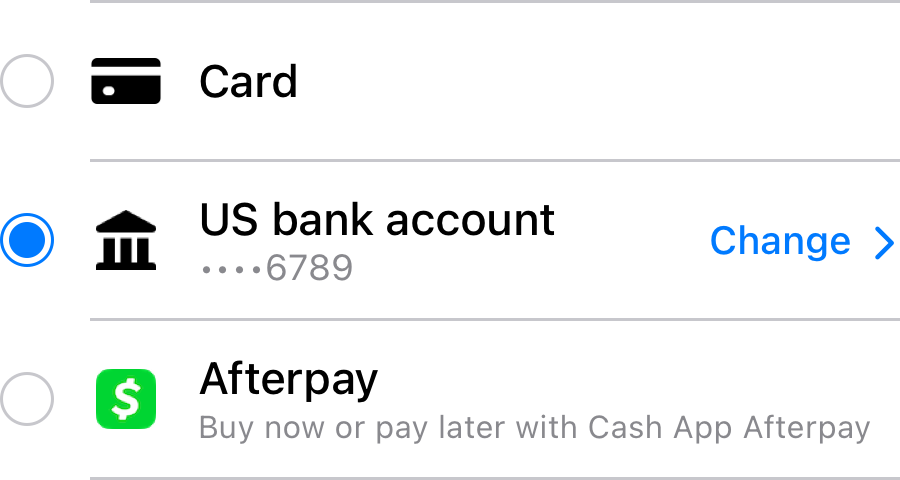 Card
US bank account
Change
••••6789
Afterpay
Buy now or pay later with Cash App Afterpay